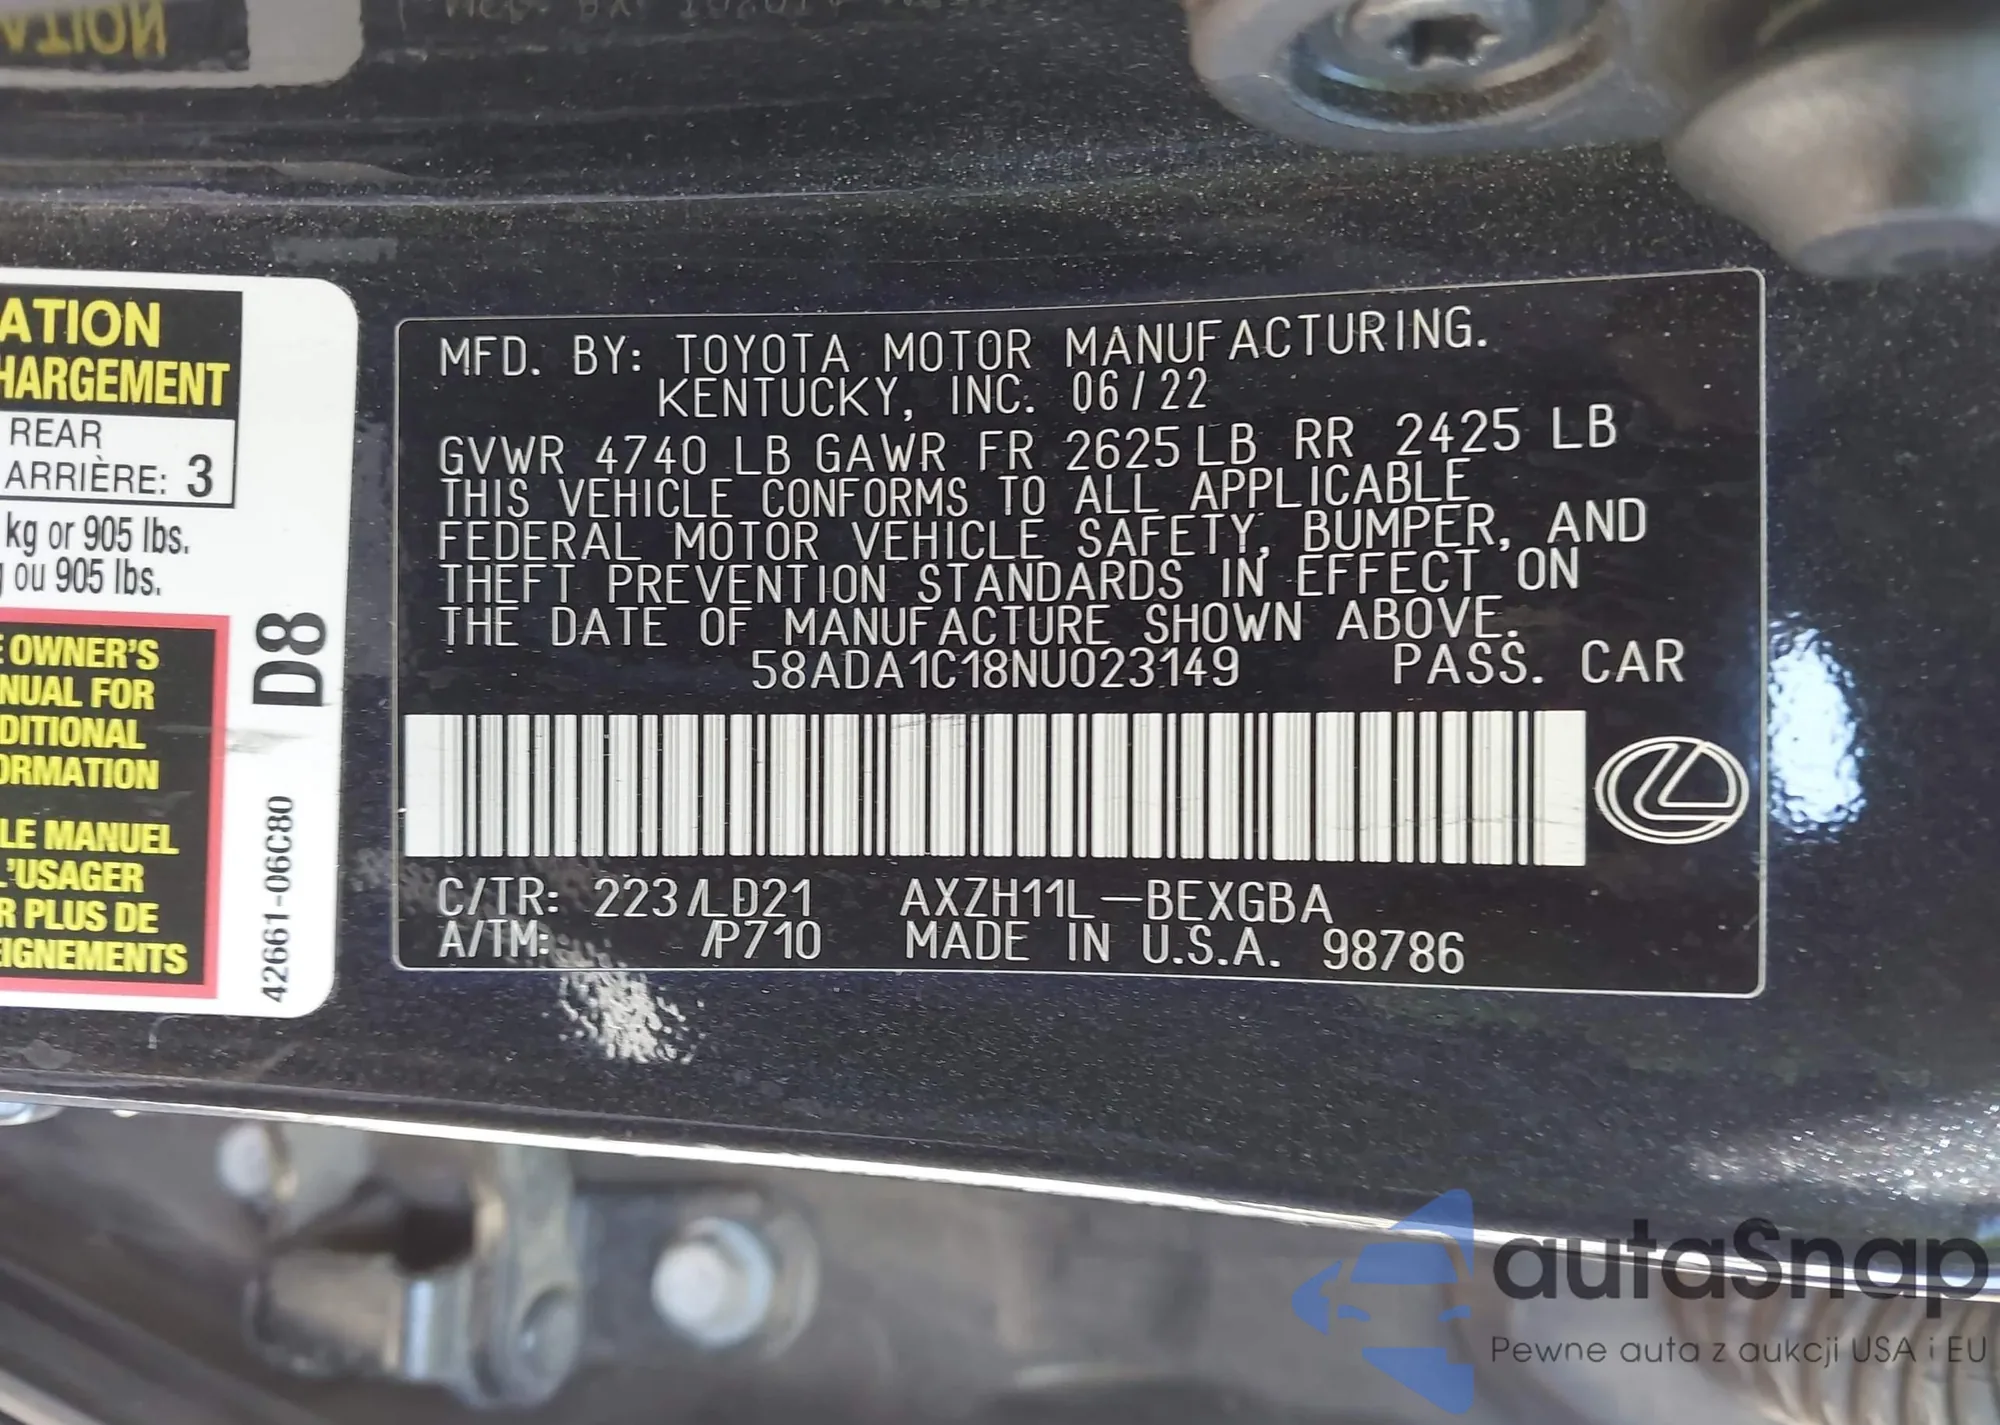 ATION
HARGEMENT
REAR
ARRIÈRE: 3
kg or 905 lbs.
ou 905 lbs.
E OWNER'S
NUAL FOR
DITIONAL
ORMATION
LE MANUEL
L'USAGER
R PLUS DE
EIGNEMENTS
D8
42661-06C80
MFD. BY: TOYOTA MOTOR MANUFACTURING.
KENTUCKY, INC. 06/22
GVWR 4740 LB GAWR FR 2625 LB RR 2425 LB
THIS VEHICLE CONFORMS TO ALL APPLICABLE
FEDERAL MOTOR VEHICLE SAFETY, BUMPER, AND
THEFT PREVENTION STANDARDS IN EFFECT ON
THE DATE OF MANUFACTURE SHOWN ABOVE.
58ADA1C18NU023149 PASS. CAR
C/TR: 223/LD21 AXZH11L-BEXGBA
A/TM: /P710 MADE IN U.S.A. 98786
autaSnap
Pewne auta z aukcji USA i EU